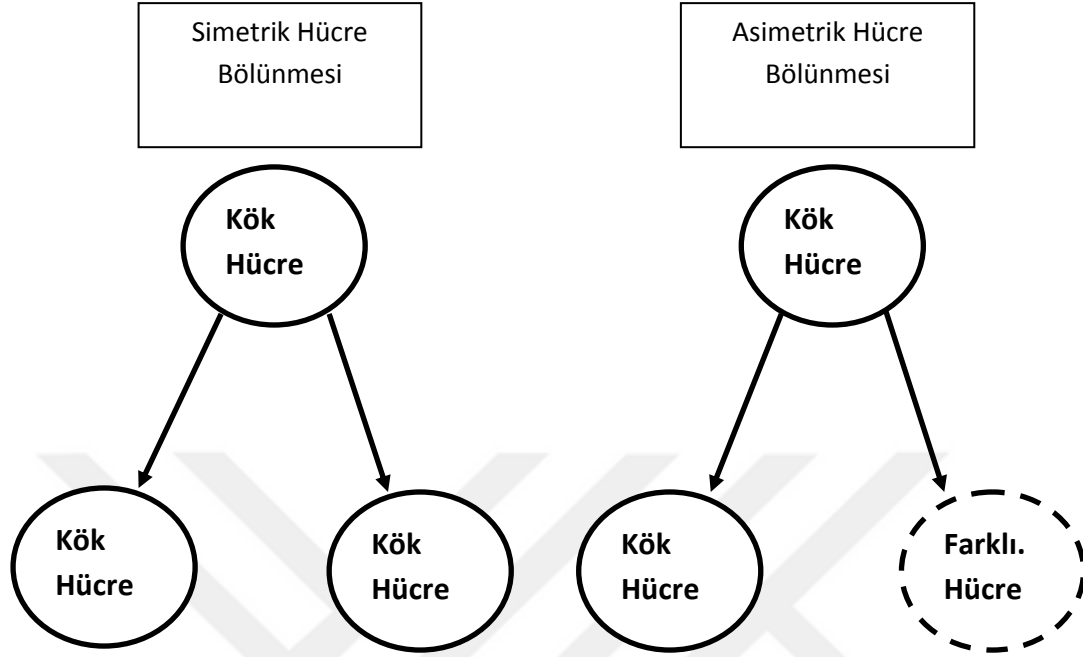 Simetrik Hücre
Bölünmesi
Asimetrik Hücre
Bölünmesi
Kök
Hücre
Kök
Hücre
Kök
Hücre
Kök
Hücre
Kök
Hücre
Farklı.
Hücre